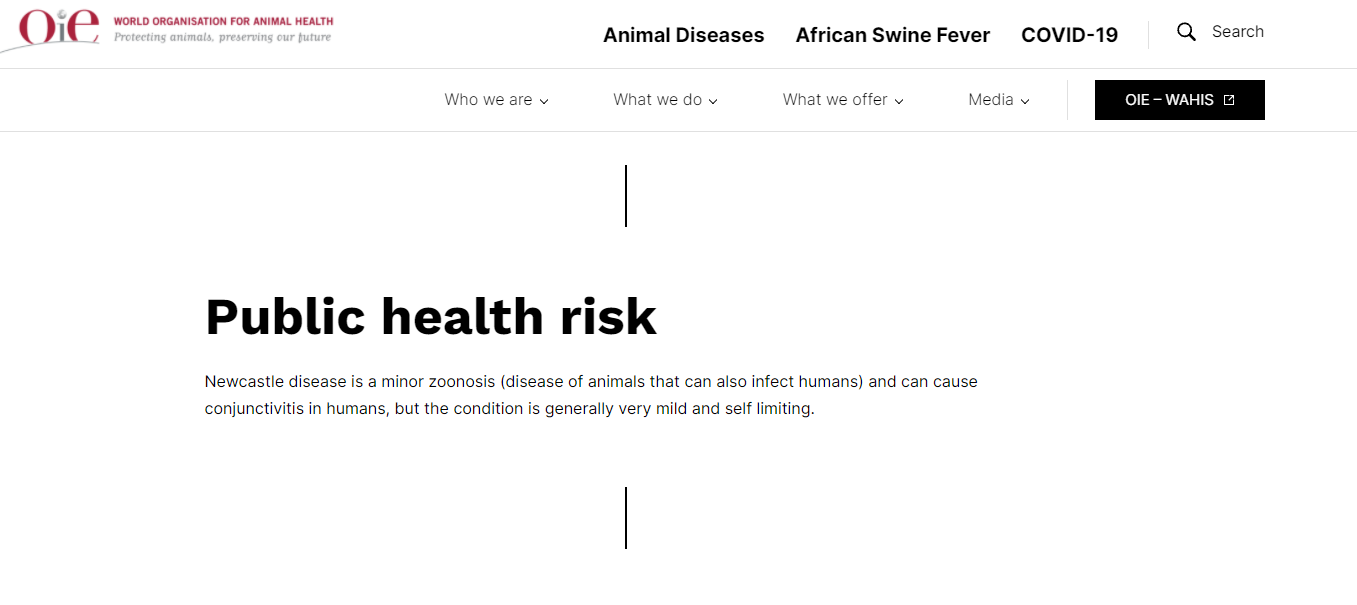 OiE WORLD ORGANISATION FOR ANIMAL HEALTH
Protecting animals, preserving our future
Animal Diseases African Swine Fever COVID-19 Search
Who we are What we do What we offer Media OIE – WAHIS
Public health risk
Newcastle disease is a minor zoonosis (disease of animals that can also infect humans) and can cause
conjunctivitis in humans, but the condition is generally very mild and self limiting.